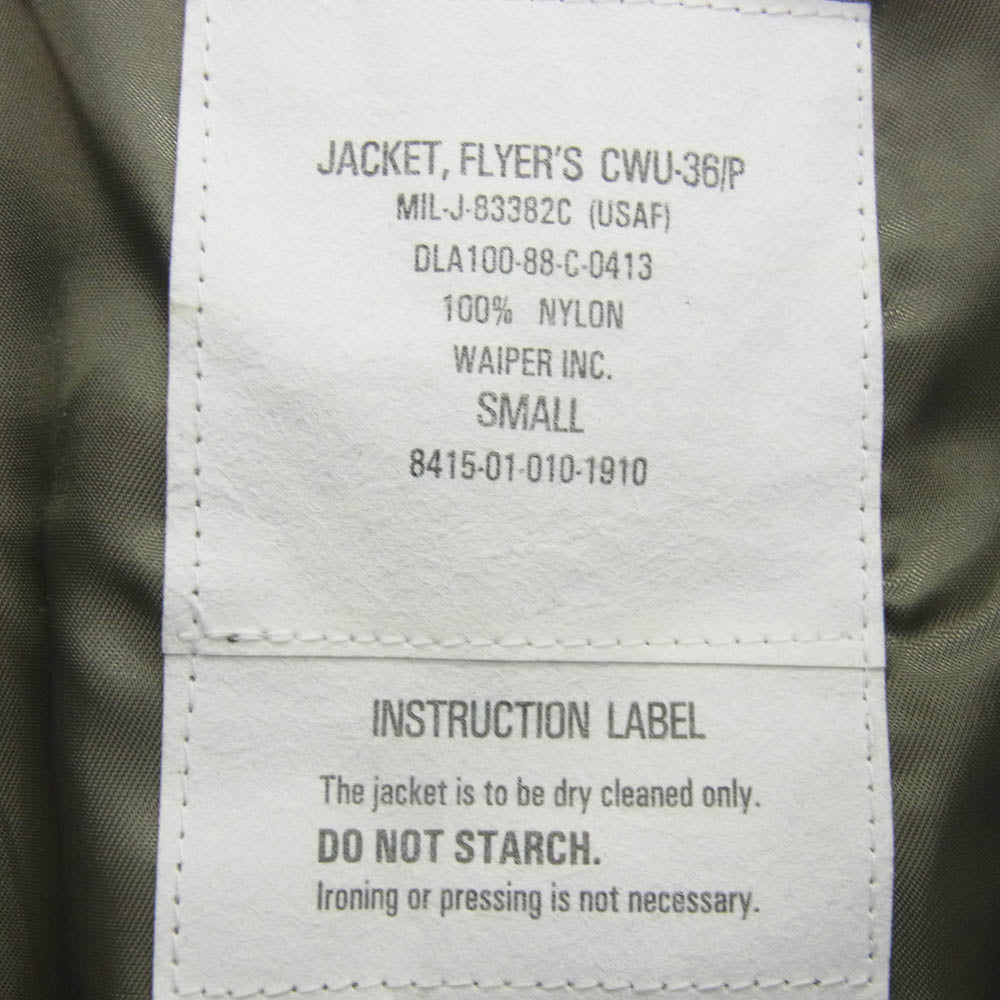 JACKET, FLYER'S CWU-36/P
MIL-J-83382C (USAF)
DLA100-88-C-0413
100% NYLON
WAIPER INC.
SMALL
8415-01-010-1910
INSTRUCTION LABEL
The jacket is to be dry cleaned only.
DO NOT STARCH.
Ironing or pressing is not necessary.